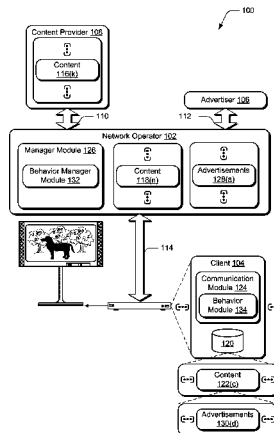 100
Content Provider 108
Content
116(k)
110
Advertiser 106
112
Network Operator 102
Manager Module 126
Behavior Manager
Module 132
Content
118(n)
Advertisements
128(a)
114
Client 104
Communication
Module 124
Behavior
Module 134
120
Content
122(c)
Advertisements
130(d)